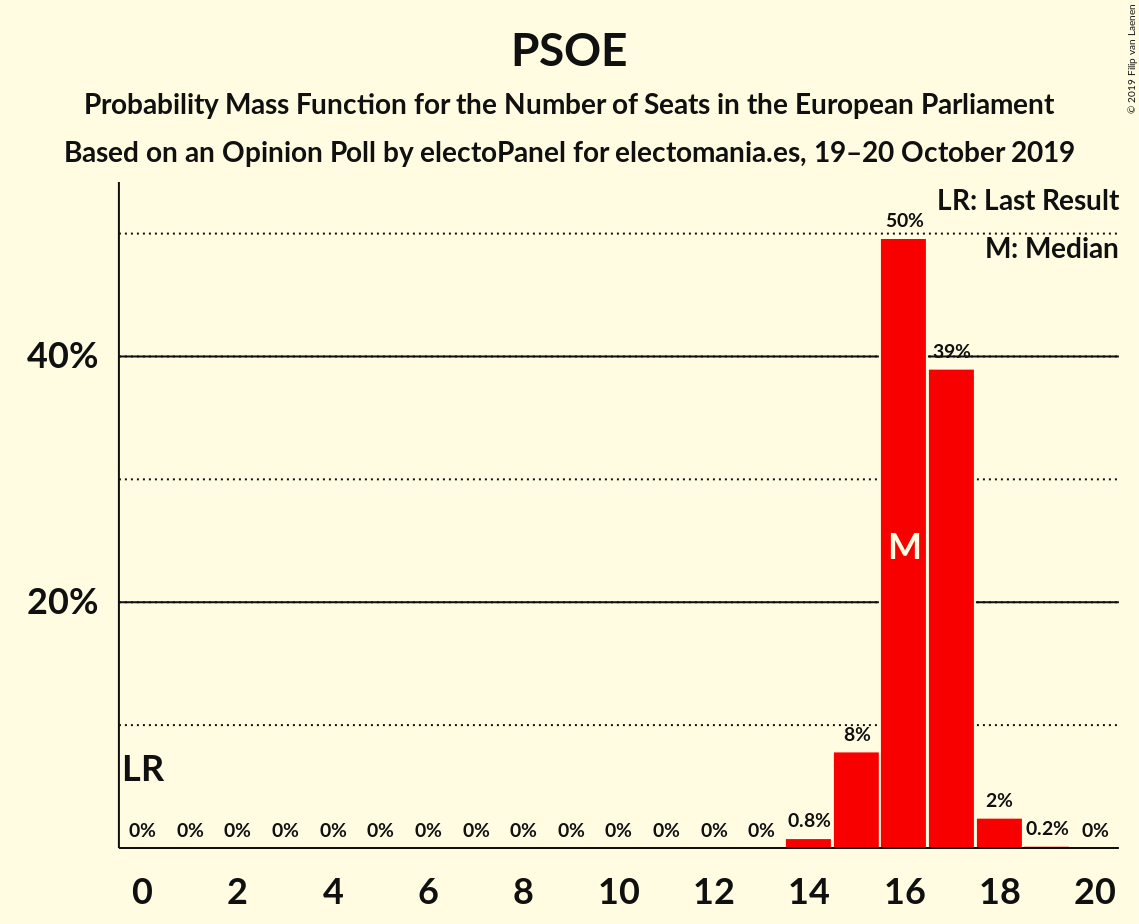 PSOE
Probability Mass Function for the Number of Seats in the European Parliament
Based on an Opinion Poll by electoPanel for electomania.es, 19–20 October 2019
© 2019 Filip van Laenen
LR: Last Result
M: Median
50%
40%
39%
M
20%
8%
LR
0% 0% 0% 0% 0% 0% 0% 0% 0% 0% 0% 0% 0% 0% 0.8% 2% 0.2% 0%
0 2 4 6 8 10 12 14 16 18 20